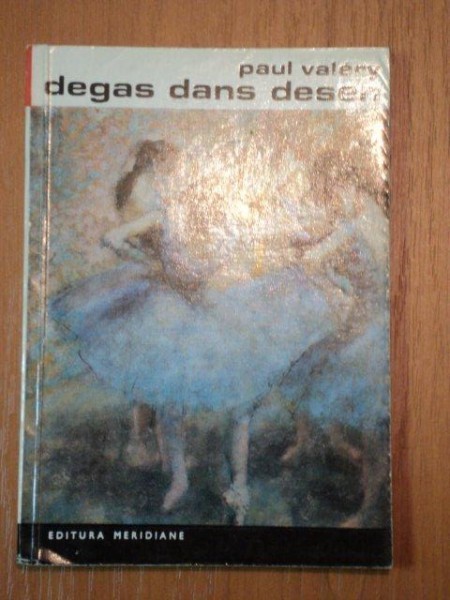 paul valéry
degas dans desen
EDITURA MERIDIANE